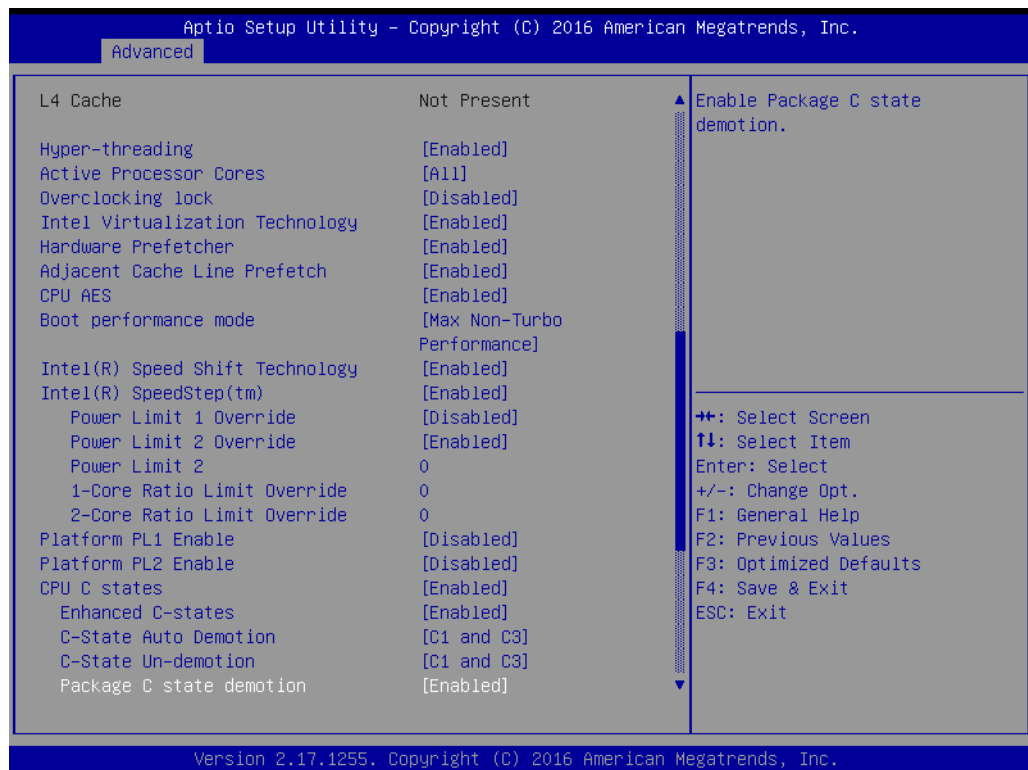 Aptio Setup Utility – Copyright (C) 2016 American Megatrends, Inc.
Advanced
L4 Cache Not Present
Hyper-threading [Enabled]
Active Processor Cores [All]
Overclocking lock [Disabled]
Intel Virtualization Technology [Enabled]
Hardware Prefetcher [Enabled]
Adjacent Cache Line Prefetch [Enabled]
CPU AES [Enabled]
Boot performance mode [Max Non-Turbo
Performance]
Intel(R) Speed Shift Technology [Enabled]
Intel(R) SpeedStep(tm) [Enabled]
Power Limit 1 Override [Disabled]
Power Limit 2 Override [Enabled]
Power Limit 2 0
1-Core Ratio Limit Override 0
2-Core Ratio Limit Override 0
Platform PL1 Enable [Disabled]
Platform PL2 Enable [Disabled]
CPU C states [Enabled]
Enhanced C-states [Enabled]
C-State Auto Demotion [C1 and C3]
C-State Un-demotion [C1 and C3]
Package C state demotion [Enabled]
Enable Package C state
demotion.
→←: Select Screen
↑↓: Select Item
Enter: Select
+/-: Change Opt.
F1: General Help
F2: Previous Values
F3: Optimized Defaults
F4: Save & Exit
ESC: Exit
Version 2.17.1255. Copyright (C) 2016 American Megatrends, Inc.